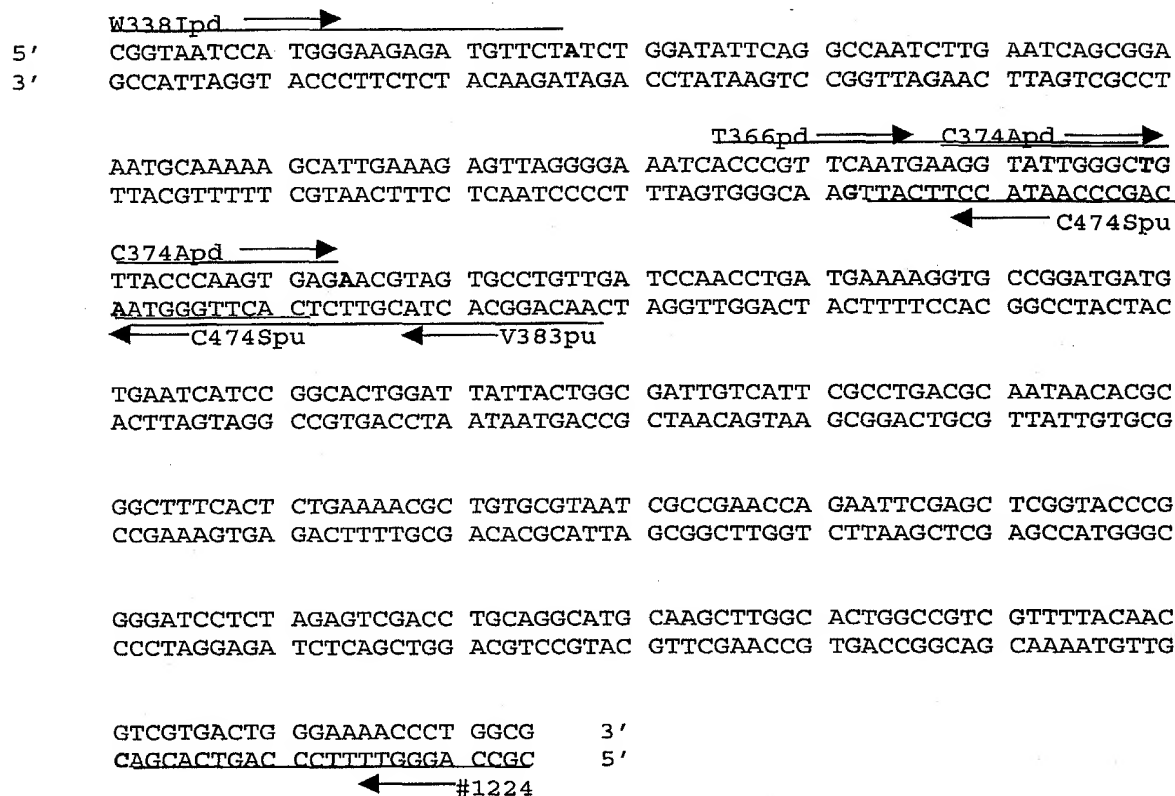 W338Ipd
5' CGGTAATCCA TGGGAAGAGA TGTTCTATCT GGATATTCAG GCCAATCTTG AATCAGCGGA
3' GCCATTAGGT ACCCTTCTCT ACAAGATAGA CCTATAAGTC CGGTTAGAAC TTAGTCGCCT
T366pd C374Apd
AATGCAAAAA GCATTGAAAG AGTTAGGGGA AATCACCCGT TCAATGAAGG TATTGGGCTG
TTACGTTTTT CGTAACTTTC TCAATCCCCT TTAGTGGGCA AGTTACTTCC ATAACCCGAC
C474Spu
C374Apd
TTACCCAAGT GAGAACGTAG TGCCTGTTGA TCCAACCTGA TGAAAAGGTG CCGGATGATG
AATGGGTTCA CTCTTGCATC ACGGACAACT AGGTTGGACT ACTTTTCCAC GGCCTACTAC
C474Spu V383pu
TGAATCATCC GGCACTGGAT TATTACTGGC GATTGTCATT CGCCTGACGC AATAACACGC
ACTTAGTAGG CCGTGACCTA ATAATGACCG CTAACAGTAA GCGGACTGCG TTATTGTGCG
GGCTTTCACT CTGAAAACGC TGTGCGTAAT CGCCGAACCA GAATTCGAGC TCGGTACCCG
CCGAAAGTGA GACTTTTGCG ACACGCATTA GCGGCTTGGT CTTAAGCTCG AGCCATGGGC
GGGATCCTCT AGAGTCGACC TGCAGGCATG CAAGCTTGGC ACTGGCCGTC GTTTTACAAC
CCCTAGGAGA TCTCAGCTGG ACGTCCGTAC GTTCGAACCG TGACCGGCAG CAAAATGTTG
GTCGTGACTG GGAAAACCCT GGCG 3'
CAGCACTGAC CCTTTTGGGA CCGC 5'
#1224